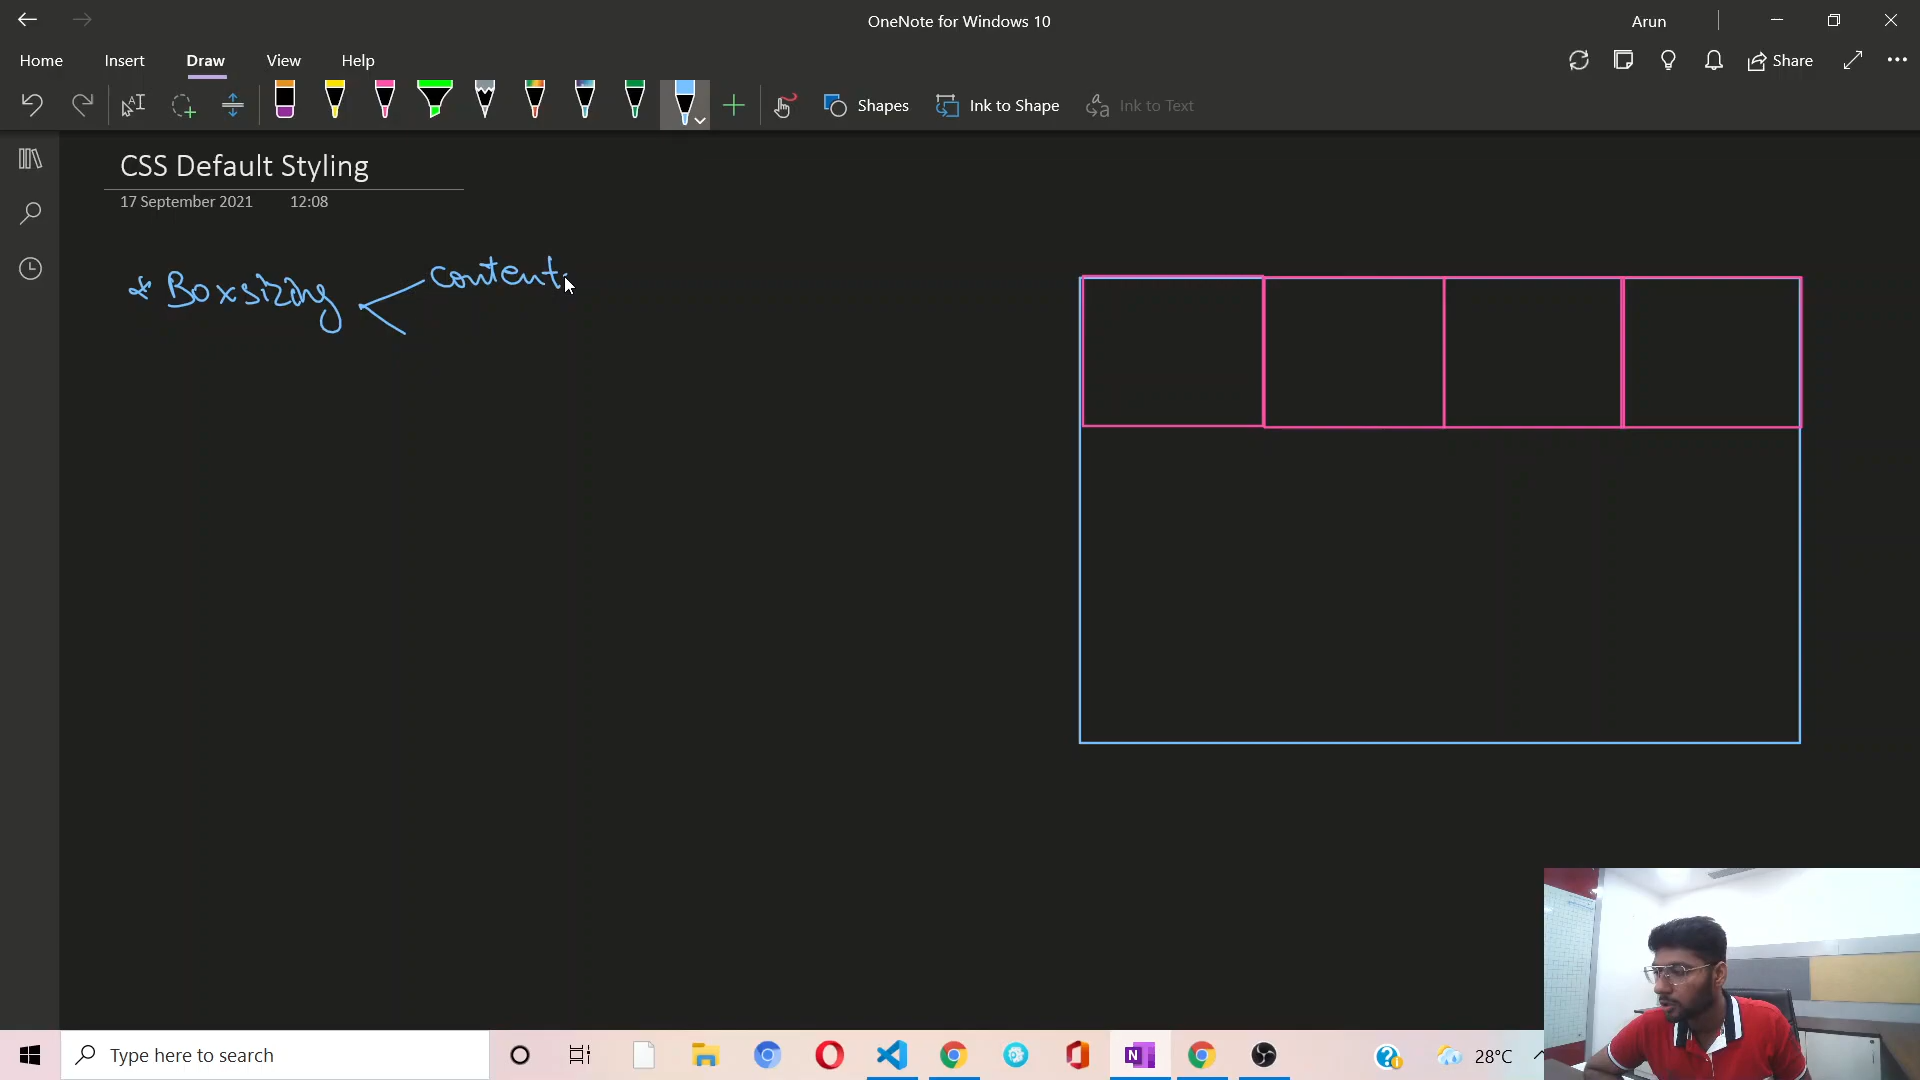 OneNote for Windows 10
Arun
Home Insert Draw View Help
Share
Shapes Ink to Shape Ink to Text
CSS Default Styling
17 September 2021 12:08
* Boxsizing
content
Type here to search
28°C